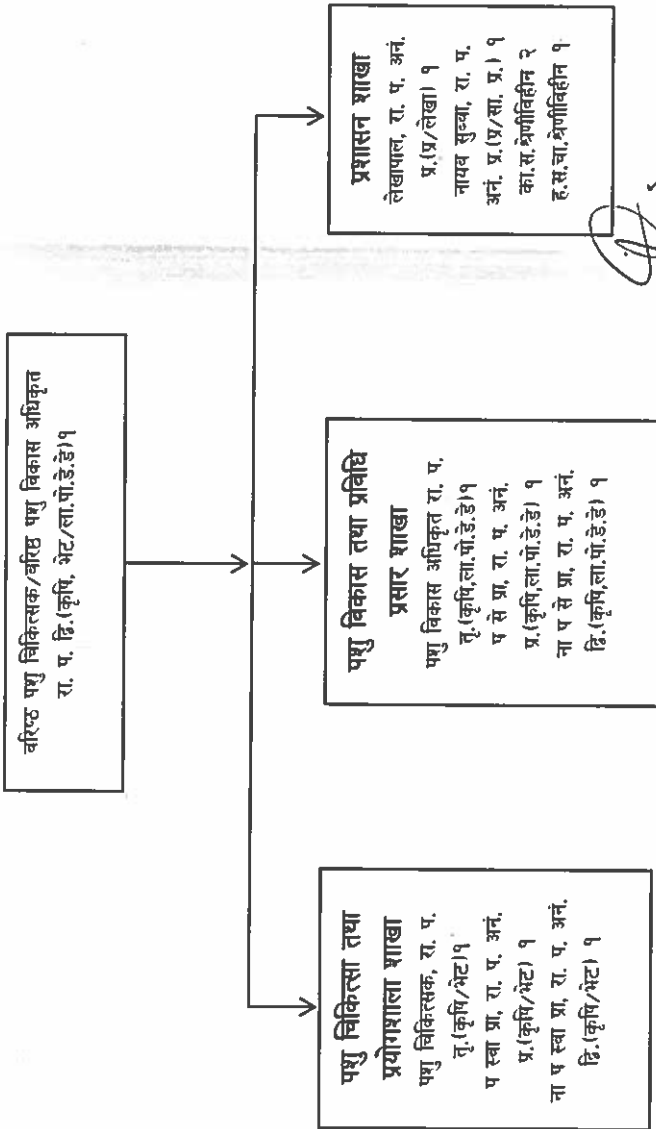 वरिष्ठ पशु चिकित्सक/वरिष्ठ पशु विकास अधिकृत
रा. प. द्वि.(कृषि, भेट/ला.पो.डे.डे)१
पशु चिकित्सा तथा
प्रयोगशाला शाखा
पशु चिकित्सक, रा. प.
तृ.(कृषि/भेट)१
प स्वा प्रा, रा. प. अनं.
प्र.(कृषि/भेट) १
ना प स्वा प्रा, रा. प. अनं.
द्वि.(कृषि/भेट) १
पशु विकास तथा प्रविधि
प्रसार शाखा
पशु विकास अधिकृत रा. प.
तृ.(कृषि,ला.पो.डे.डे)१
प से प्रा, रा. प. अनं.
प्र.(कृषि,ला.पो.डे.डे) १
ना प से प्रा, रा. प. अनं.
द्वि.(कृषि,ला.पो.डे.डे) १
प्रशासन शाखा
लेखापाल, रा. प. अनं.
प्र.(प्र/लेखा) १
नायव सुव्वा, रा. प.
अनं. प्र.(प्र/सा. प्र.) १
का.स.श्रेणीविहीन २
ह.स.चा.श्रेणीविहीन १